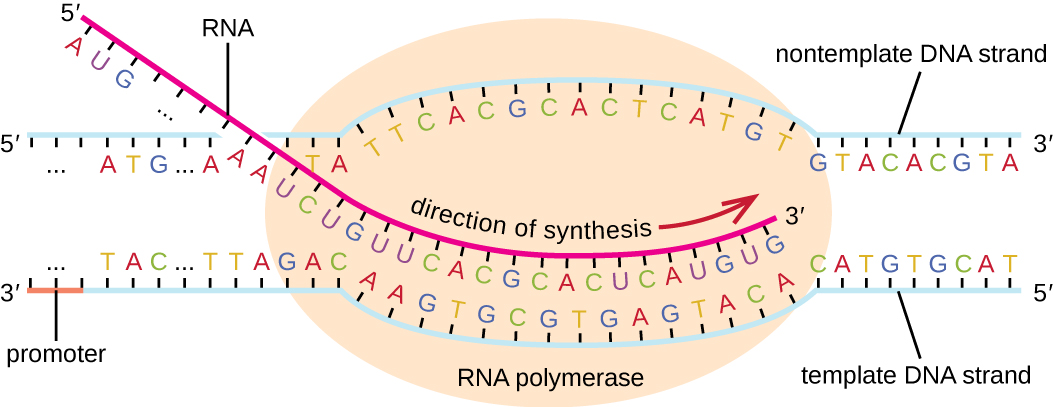 5′
RNA
A U G ...
nontemplate DNA strand
T T C A C G C A C T C A T G T
5′ ... A T G ... A T A
3′
G T A C A C G T A
A A U C U G U U C A C G C A C U C A U G U G
direction of synthesis
3′
... T A C ... T T A G A C
A A G T G C G T G A G T A C A
C A T G T G C A T
3′
5′
promoter
RNA polymerase
template DNA strand